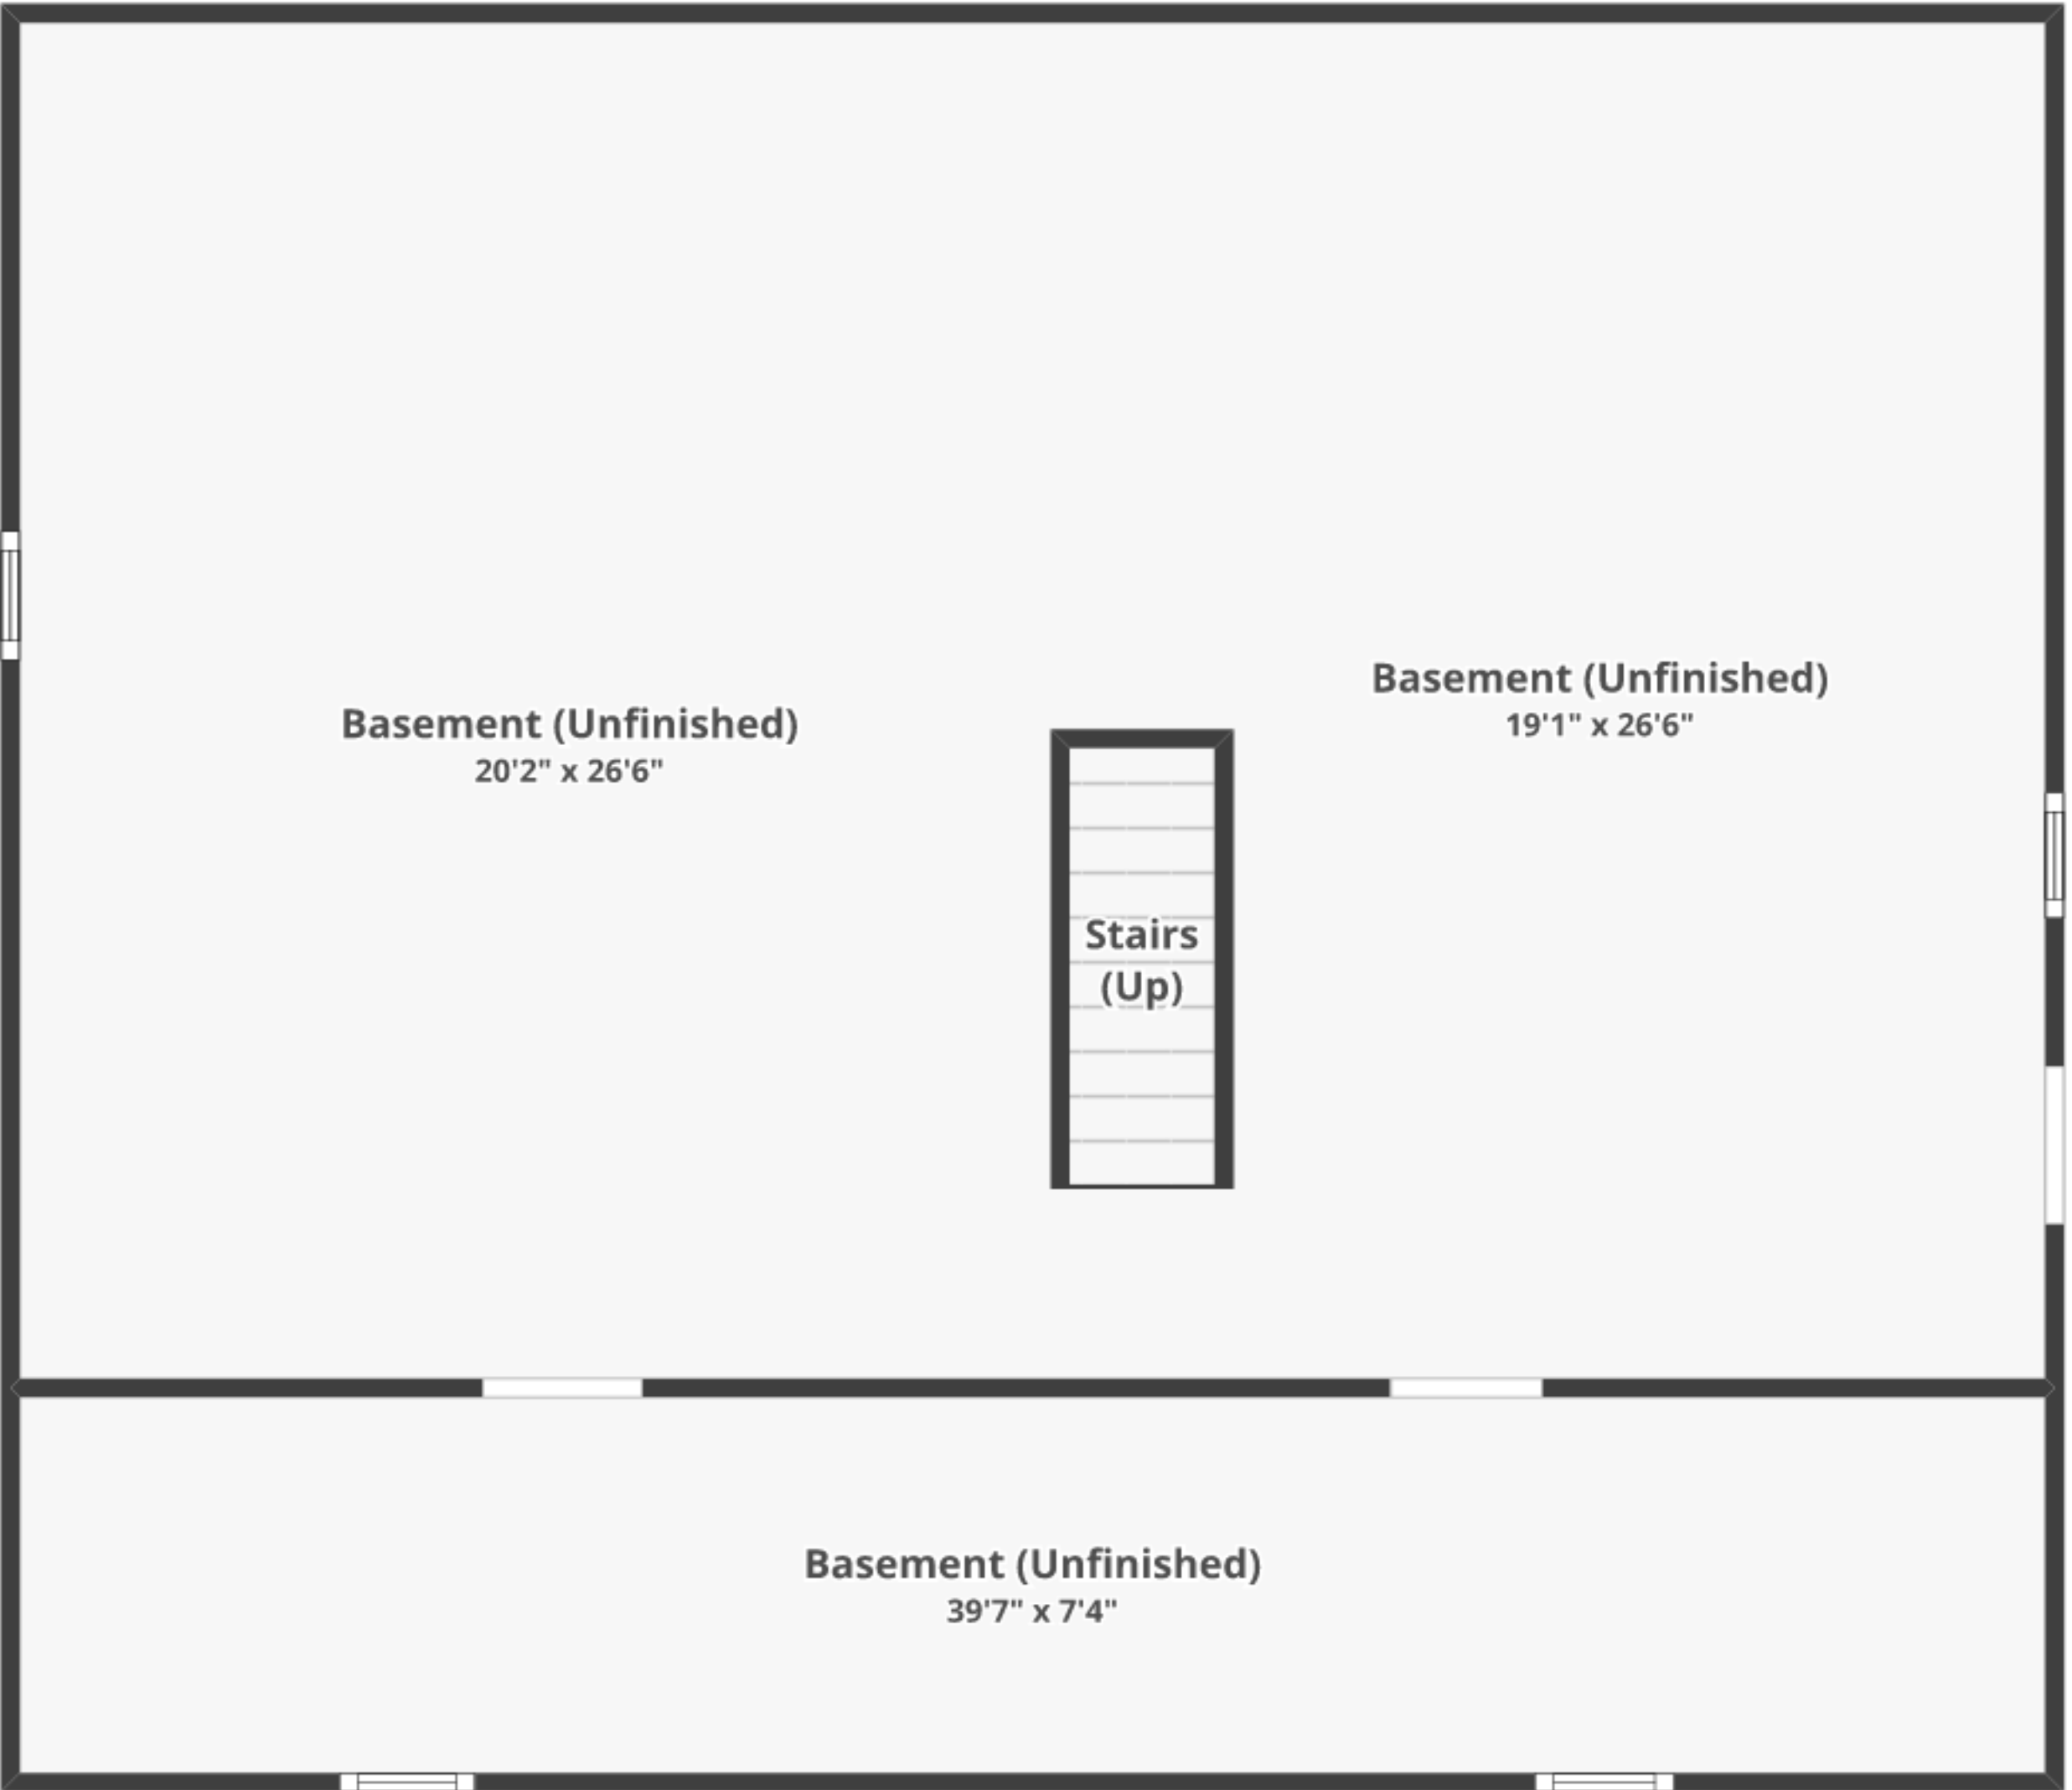 Basement (Unfinished)
20'2" x 26'6"
Basement (Unfinished)
19'1" x 26'6"
Stairs
(Up)
Basement (Unfinished)
39'7" x 7'4"